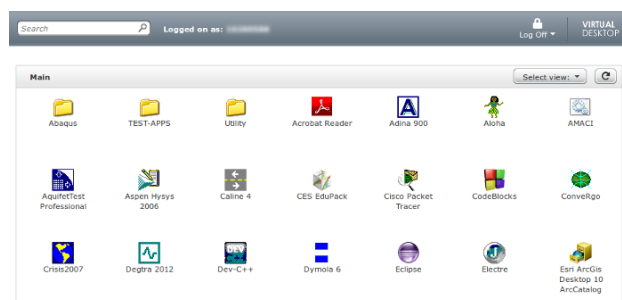 Search
Logged on as:
Log Off
VIRTUAL
DESKTOP
Main
Select view:
Abaqus
TEST-APPS
Utility
Acrobat Reader
Adina 900
Aloha
AMACI
AquifetTest
Professional
Aspen Hysys
2006
Caline 4
CES EduPack
Cisco Packet
Tracer
CodeBlocks
ConveRgo
Crisis2007
Degtra 2012
Dev-C++
Dymola 6
Eclipse
Electre
Esri ArcGis
Desktop 10
ArcCatalog